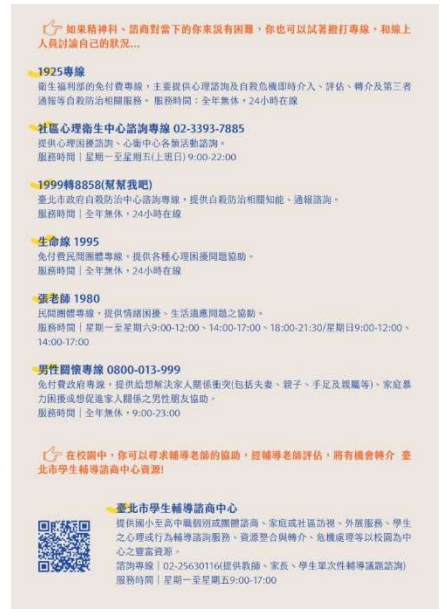 如果精神科、諮商對當下的你來説有困難，你也可以試著撥打專線，和線上
人員討論自己的狀況...
1925專線
衛生福利部的免付費專線，主要提供心理諮詢及自殺危機即時介入、評估、轉介及第三者
通報等自殺防治相關服務。 服務時間：全年無休，24小時在線
社區心理衛生中心諮詢專線 02-3393-7885
提供心理困擾諮詢、心衛中心各類活動諮詢。
服務時間｜星期一至星期五(上班日) 9:00-22:00
1999轉8858(幫幫我吧)
臺北市政府自殺防治中心諮詢專線，提供自殺防治相關知能、通報諮詢。
服務時間｜全年無休，24小時在線
生命線 1995
免付費民間團體專線，提供各種心理困擾問題協助。
服務時間｜全年無休，24小時在線
張老師 1980
民間團體專線，提供情緒困擾、生活適應問題之協助。
服務時間｜星期一至星期六9:00-12:00、14:00-17:00、18:00-21:30/星期日9:00-12:00、
14:00-17:00
男性關懷專線 0800-013-999
免付費政府專線，提供給想解決家人關係衝突(包括夫妻、親子、手足及親屬等)、家庭暴
力困擾或想促進家人關係之男性朋友協助。
服務時間｜全年無休，9:00-23:00
在校園中，你可以尋求輔導老師的協助，經輔導老師評估，將有機會轉介 臺
北市學生輔導諮商中心資源!
臺北市學生輔導諮商中心
提供國小至高中職個別或團體諮商、家庭或社區訪視、外展服務、學生
之心理或行為輔導諮詢服務、資源整合與轉介、危機處理等以校園為中
心之豐富資源。
諮詢專線｜02-25630116(提供教師、家長、學生單次性輔導議題諮詢)
服務時間｜星期一至星期五9:00-17:00